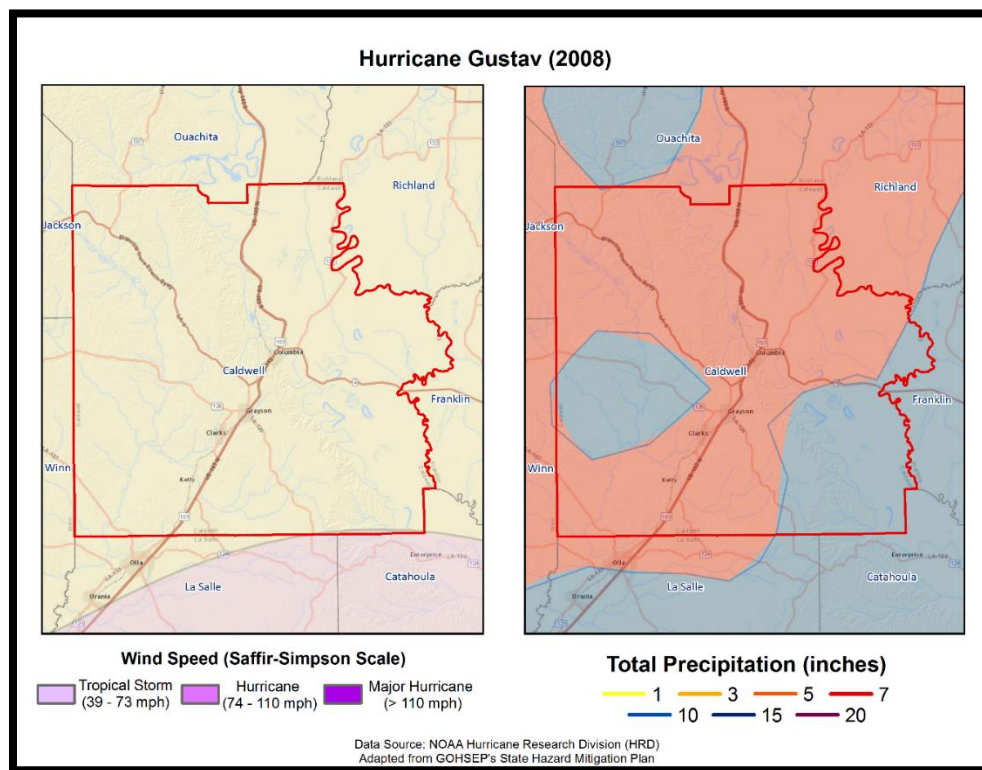 Hurricane Gustav (2008)
Ouachita
Richland
Jackson
Columbia
Caldwell
Grayson
Clarks
Franklin
Winn
Kelly
Olla
Urania
La Salle
Catahoula
Enterprise
Ouachita
Richland
Jackson
Columbia
Caldwell
Grayson
Clarks
Franklin
Winn
Kelly
Olla
Urania
La Salle
Catahoula
Enterprise
Wind Speed (Saffir-Simpson Scale)
Tropical Storm
(39 - 73 mph)
Hurricane
(74 - 110 mph)
Major Hurricane
(> 110 mph)
Total Precipitation (inches)
1 3 5 7
10 15 20
Data Source: NOAA Hurricane Research Division (HRD)
Adapted from GOHSEP's State Hazard Mitigation Plan